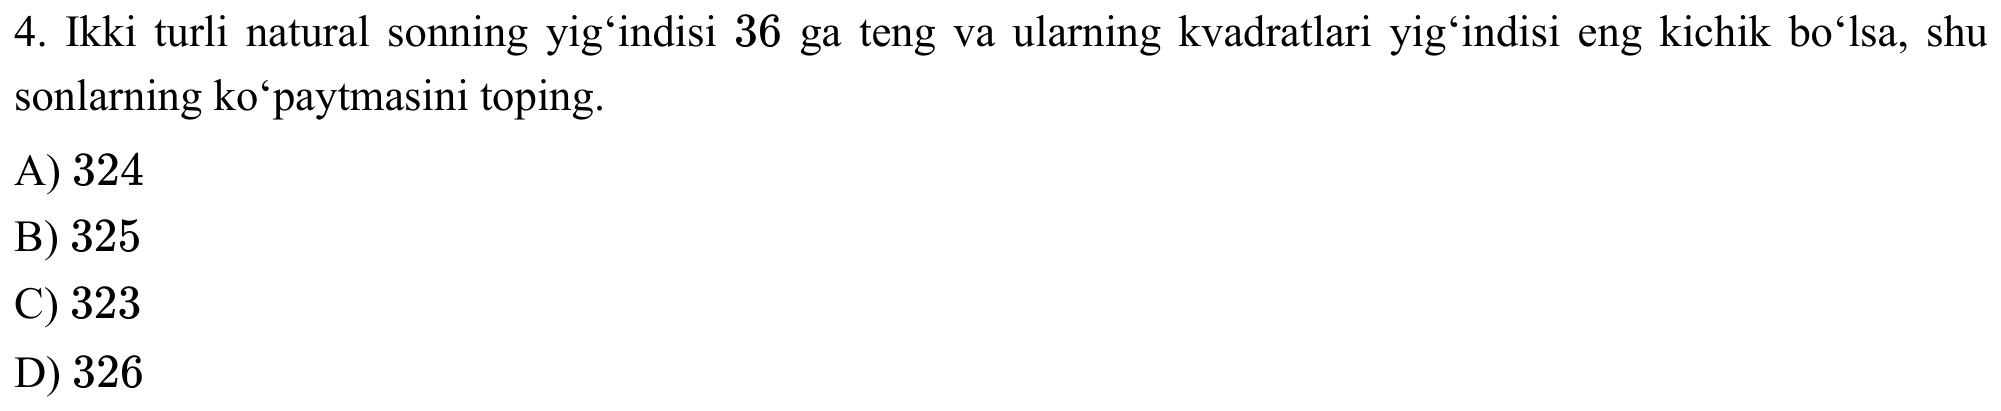 4. Ikki turli natural sonning yig‘indisi 36 ga teng va ularning kvadratlari yig‘indisi eng kichik bo‘lsa, shu
sonlarning ko‘paytmasini toping.
A) 324
B) 325
C) 323
D) 326